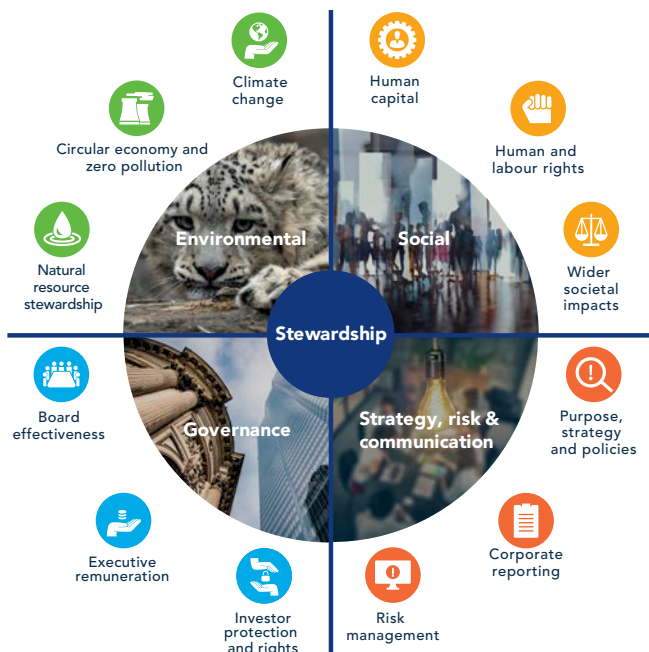 Climate
change
Human
capital
Circular economy and
zero pollution
Human and
labour rights
Environmental
Social
Natural
resource
stewardship
Wider
societal
impacts
Stewardship
Board
effectiveness
Governance
Strategy, risk &
communication
Purpose,
strategy
and policies
Executive
remuneration
Corporate
reporting
Investor
protection
and rights
Risk
management